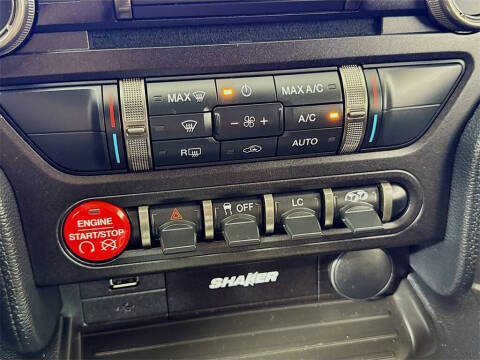 MAX
MAX A/C
- +
A/C
R
AUTO
ENGINE
START/STOP
OFF
LC
SHAKER